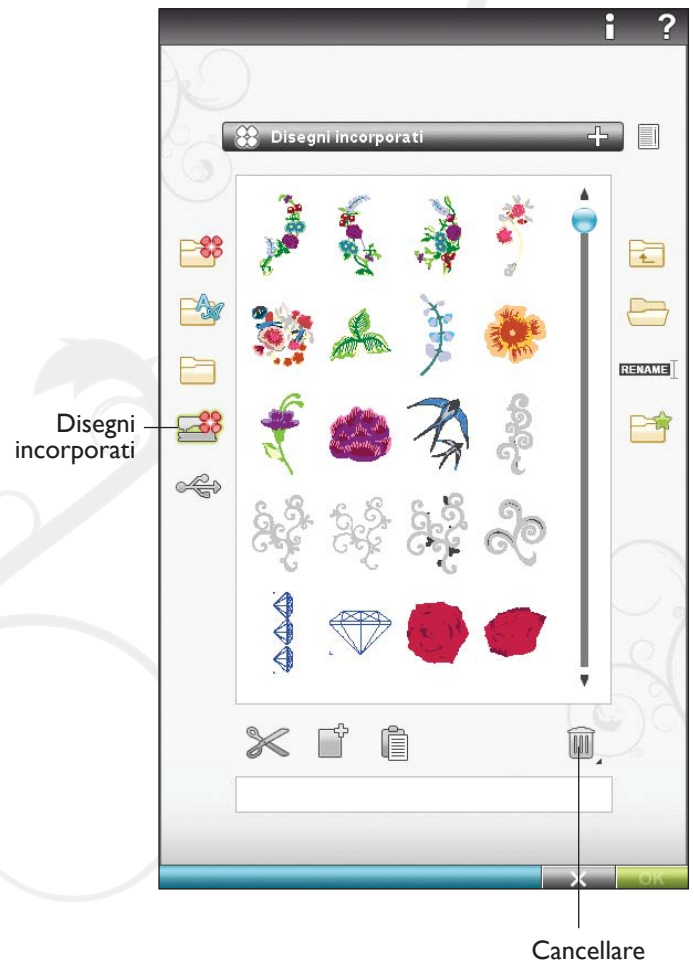 i ?
Disegni incorporati
RENAME
Disegni
incorporati
OK
Cancellare